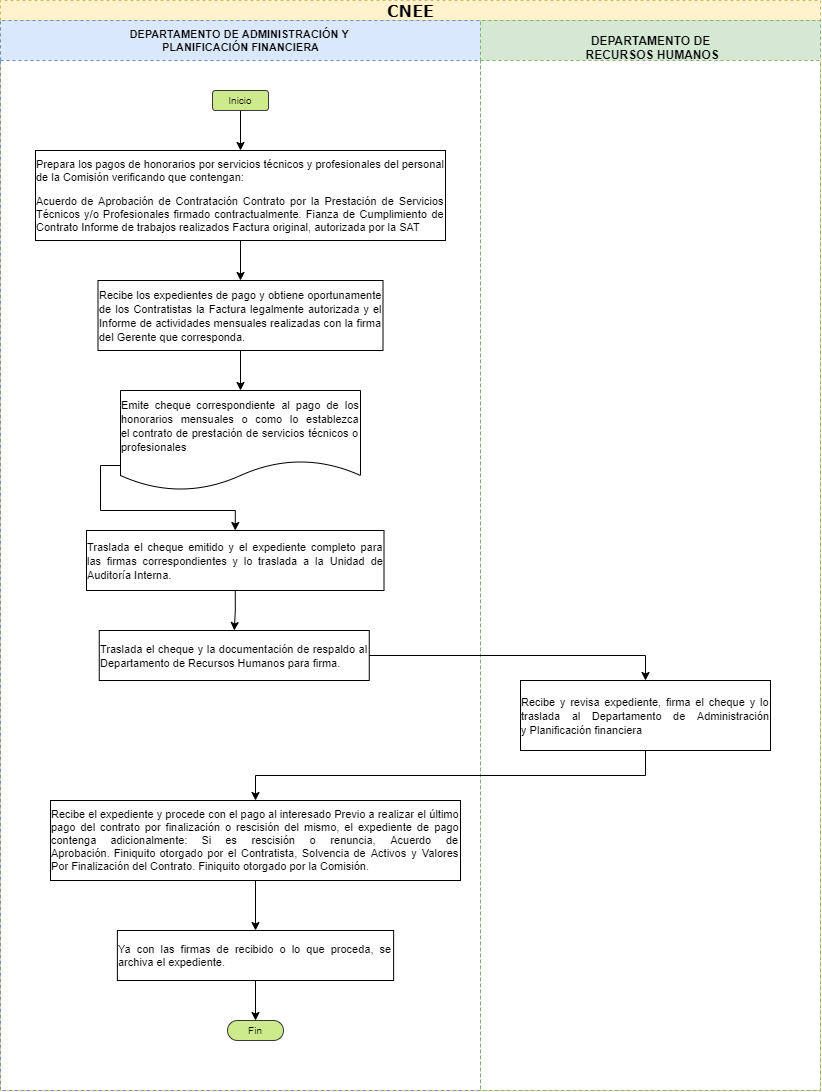 CNEE
DEPARTAMENTO DE ADMINISTRACIÓN Y
PLANIFICACIÓN FINANCIERA
DEPARTAMENTO DE
RECURSOS HUMANOS
Inicio
Prepara los pagos de honorarios por servicios técnicos y profesionales del personal
de la Comisión verificando que contengan:
Acuerdo de Aprobación de Contratación Contrato por la Prestación de Servicios
Técnicos y/o Profesionales firmado contractualmente. Fianza de Cumplimiento de
Contrato Informe de trabajos realizados Factura original, autorizada por la SAT
Recibe los expedientes de pago y obtiene oportunamente
de los Contratistas la Factura legalmente autorizada y el
Informe de actividades mensuales realizadas con la firma
del Gerente que corresponda.
Emite cheque correspondiente al pago de los
honorarios mensuales o como lo establezca
el contrato de prestación de servicios técnicos o
profesionales
Traslada el cheque emitido y el expediente completo para
las firmas correspondientes y lo traslada a la Unidad de
Auditoría Interna.
Traslada el cheque y la documentación de respaldo al
Departamento de Recursos Humanos para firma.
Recibe y revisa expediente, firma el cheque y lo
traslada al Departamento de Administración
y Planificación financiera
Recibe el expediente y procede con el pago al interesado Previo a realizar el último
pago del contrato por finalización o rescisión del mismo, el expediente de pago
contenga adicionalmente: Si es rescisión o renuncia, Acuerdo de
Aprobación. Finiquito otorgado por el Contratista, Solvencia de Activos y Valores
Por Finalización del Contrato. Finiquito otorgado por la Comisión.
Ya con las firmas de recibido o lo que proceda, se
archiva el expediente.
Fin